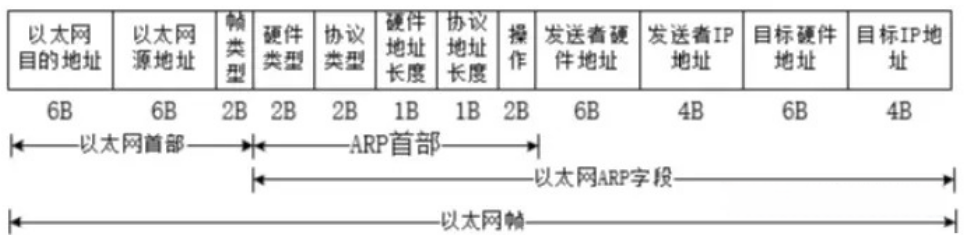 以太网
目的地址
以太网
源地址
帧
类
型
硬件
类型
协议
类型
硬件
地址
长度
协议
地址
长度
操
作
发送者硬
件地址
发送者IP
地址
目标硬件
地址
目标IP地
址
6B 6B 2B 2B 2B 1B 1B 2B 6B 4B 6B 4B
以太网首部 ARP首部
以太网ARP字段
以太网帧